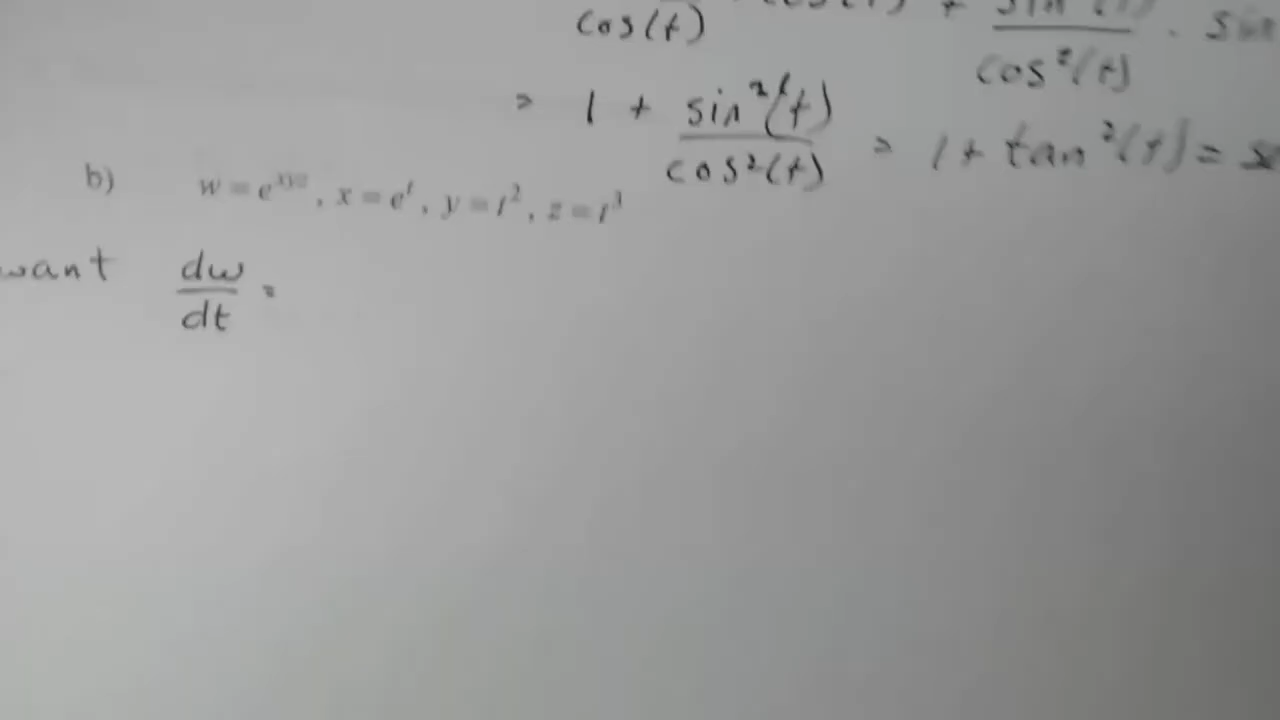 cos(t) cos²(t)
= 1 + sin²(t)/cos²(t) = 1 + tan²(t) =
b) w = e^{xyz}, x = e^t, y = t², z = t³
want dw/dt =